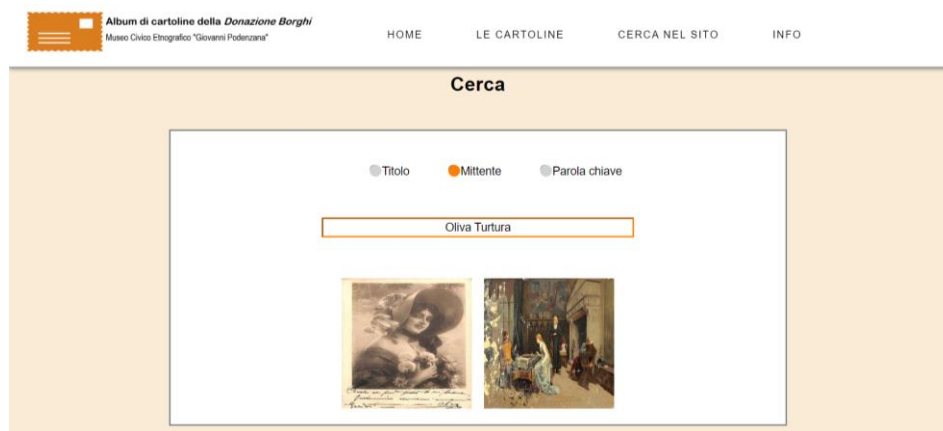 Album di cartoline della Donazione Borghi
Museo Civico Etnografico "Giovanni Podenzana"
HOME LE CARTOLINE CERCA NEL SITO INFO
Cerca
Titolo Mittente Parola chiave
Oliva Turtura